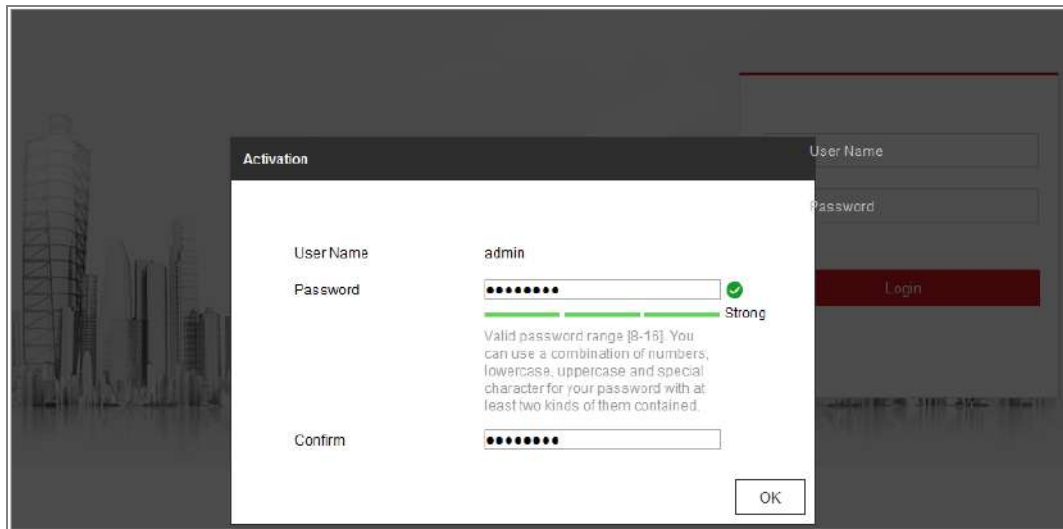 Activation
User Name
Password
Login
User Name admin
Password ●●●●●●●●
Strong
Valid password range [8-16]. You
can use a combination of numbers,
lowercase, uppercase and special
character for your password with at
least two kinds of them contained.
Confirm ●●●●●●●●
OK